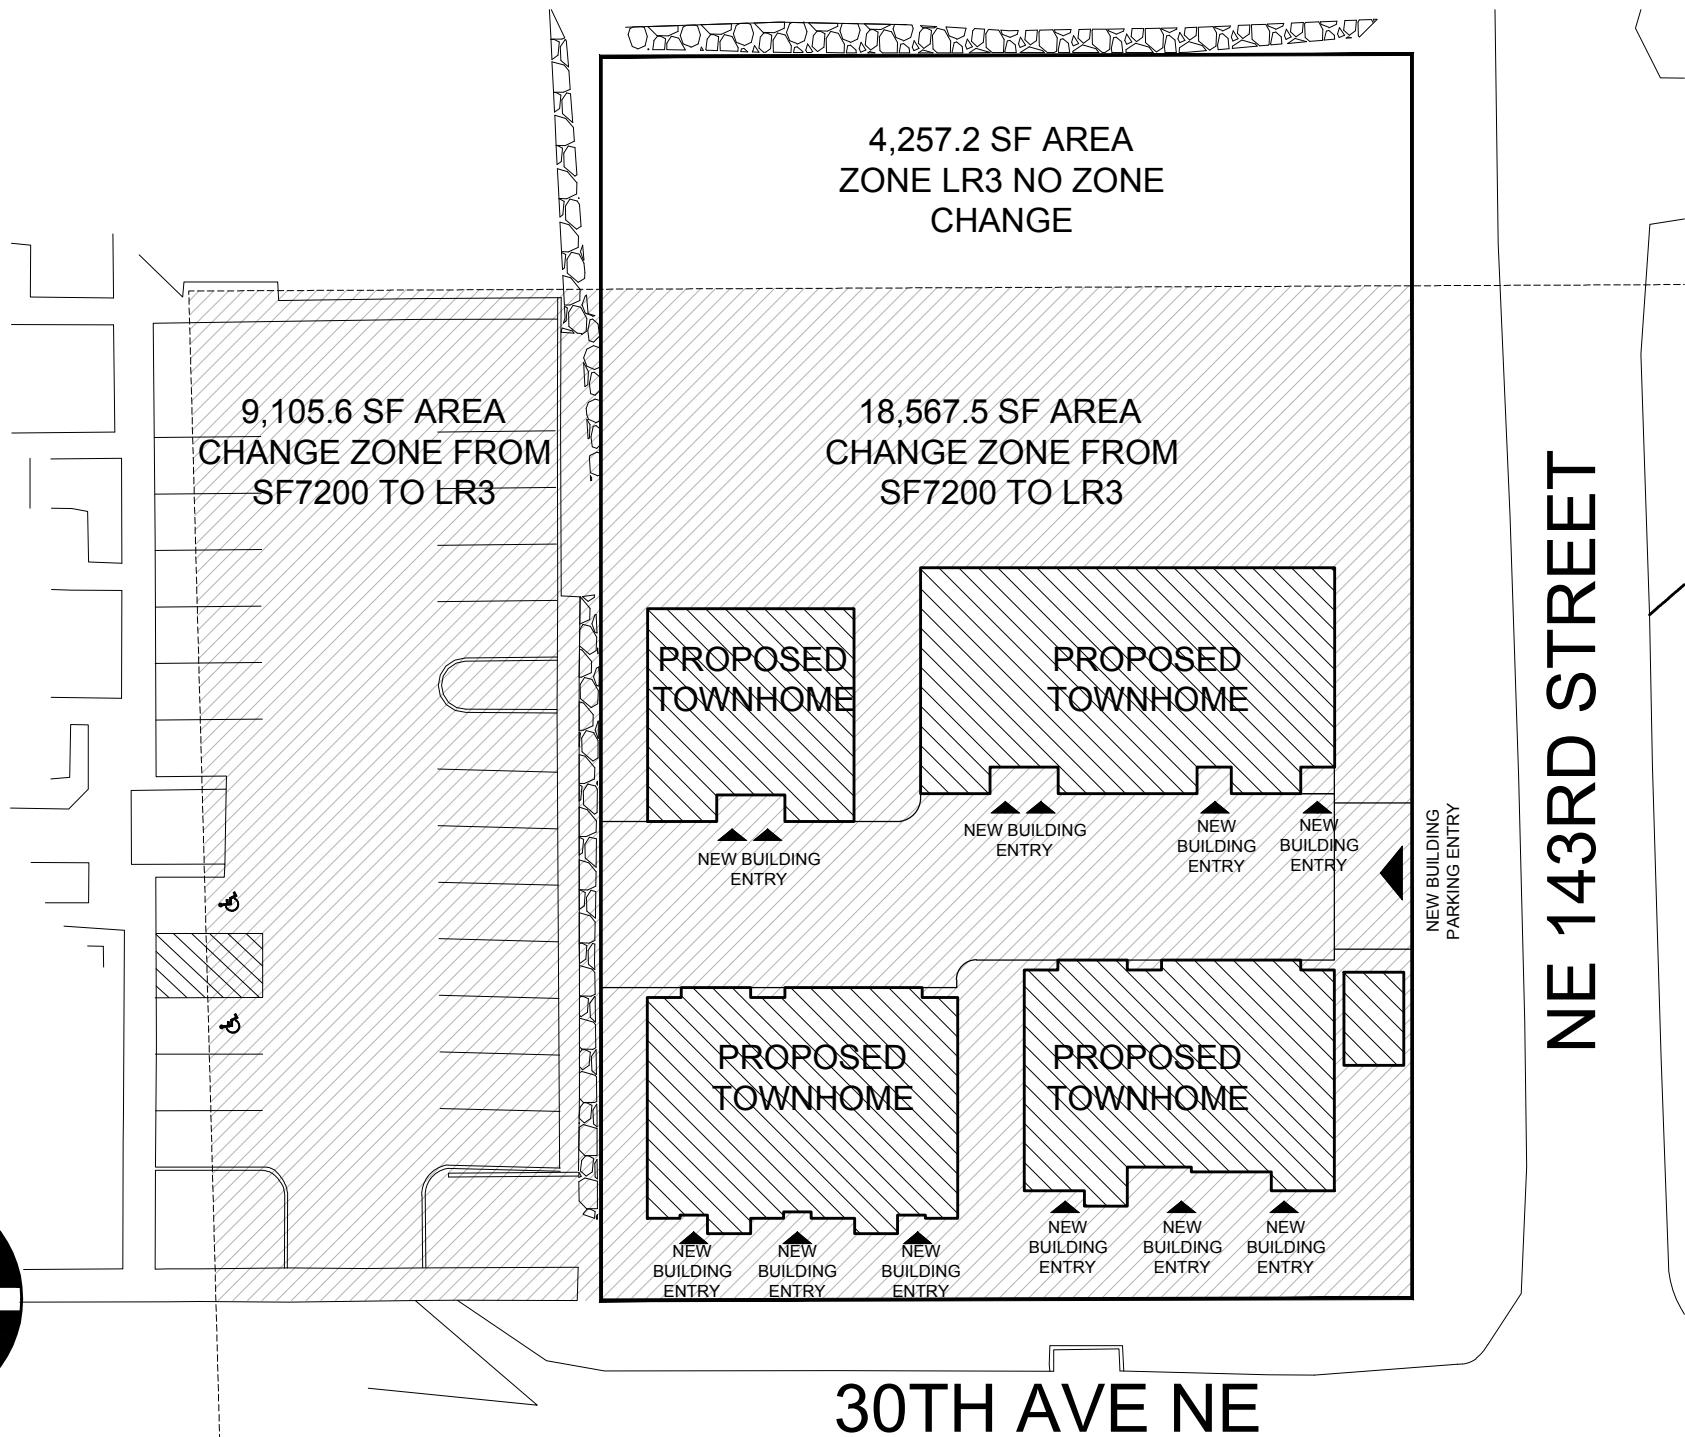 4,257.2 SF AREA
ZONE LR3 NO ZONE
CHANGE
9,105.6 SF AREA
CHANGE ZONE FROM
SF7200 TO LR3
18,567.5 SF AREA
CHANGE ZONE FROM
SF7200 TO LR3
PROPOSED
TOWNHOME
PROPOSED
TOWNHOME
NEW BUILDING
ENTRY
NEW BUILDING
ENTRY
NEW
BUILDING
ENTRY
NEW
BUILDING
ENTRY
NEW BUILDING
PARKING ENTRY
NE 143RD STREET
PROPOSED
TOWNHOME
PROPOSED
TOWNHOME
NEW
BUILDING
ENTRY
NEW
BUILDING
ENTRY
NEW
BUILDING
ENTRY
NEW
BUILDING
ENTRY
NEW
BUILDING
ENTRY
NEW
BUILDING
ENTRY
30TH AVE NE